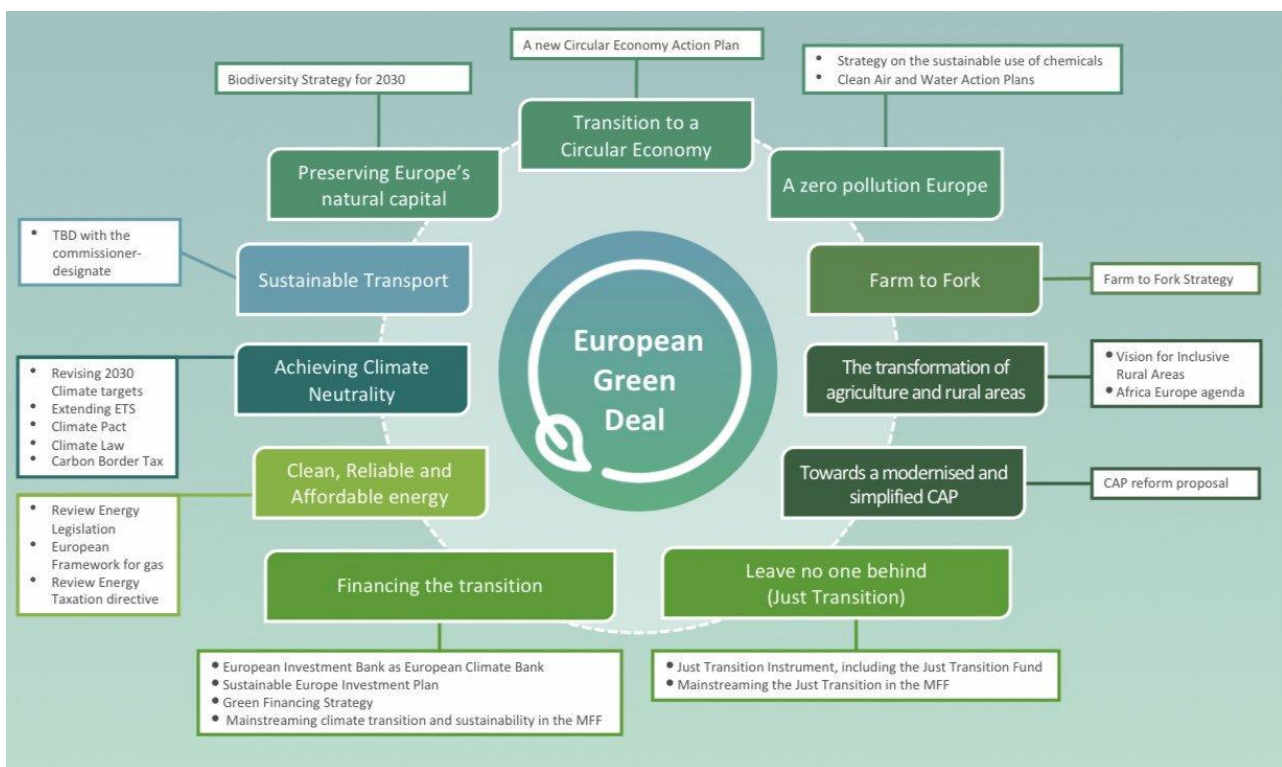 A new Circular Economy Action Plan
Biodiversity Strategy for 2030
• Strategy on the sustainable use of chemicals
• Clean Air and Water Action Plans
Transition to a
Circular Economy
Preserving Europe's
natural capital
A zero pollution Europe
• TBD with the
commissioner-
designate
Sustainable Transport
Farm to Fork
Farm to Fork Strategy
European
Green
Deal
• Revising 2030
Climate targets
• Extending ETS
• Climate Pact
• Climate Law
• Carbon Border Tax
Achieving Climate
Neutrality
The transformation of
agriculture and rural areas
• Vision for Inclusive
Rural Areas
• Africa Europe agenda
Clean, Reliable and
Affordable energy
Towards a modernised and
simplified CAP
CAP reform proposal
• Review Energy
Legislation
• European
Framework for gas
• Review Energy
Taxation directive
Financing the transition
Leave no one behind
(Just Transition)
• European Investment Bank as European Climate Bank
• Sustainable Europe Investment Plan
• Green Financing Strategy
• Mainstreaming climate transition and sustainability in the MFF
• Just Transition Instrument, including the Just Transition Fund
• Mainstreaming the Just Transition in the MFF